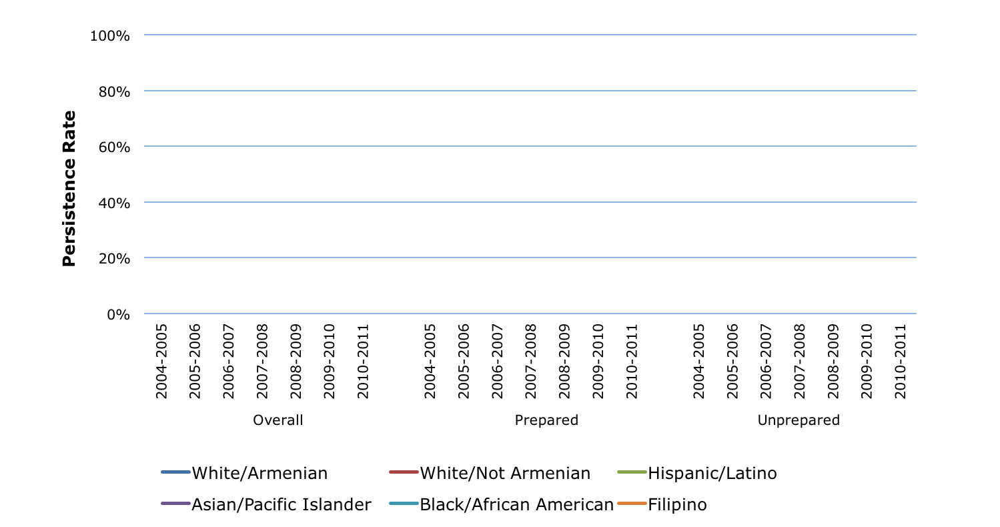 100%
80%
60%
40%
20%
0%
Persistence Rate
2004-2005 2005-2006 2006-2007 2007-2008 2008-2009 2009-2010 2010-2011 2004-2005 2005-2006 2006-2007 2007-2008 2008-2009 2009-2010 2010-2011 2004-2005 2005-2006 2006-2007 2007-2008 2008-2009 2009-2010 2010-2011
Overall Prepared Unprepared
White/Armenian White/Not Armenian Hispanic/Latino
Asian/Pacific Islander Black/African American Filipino